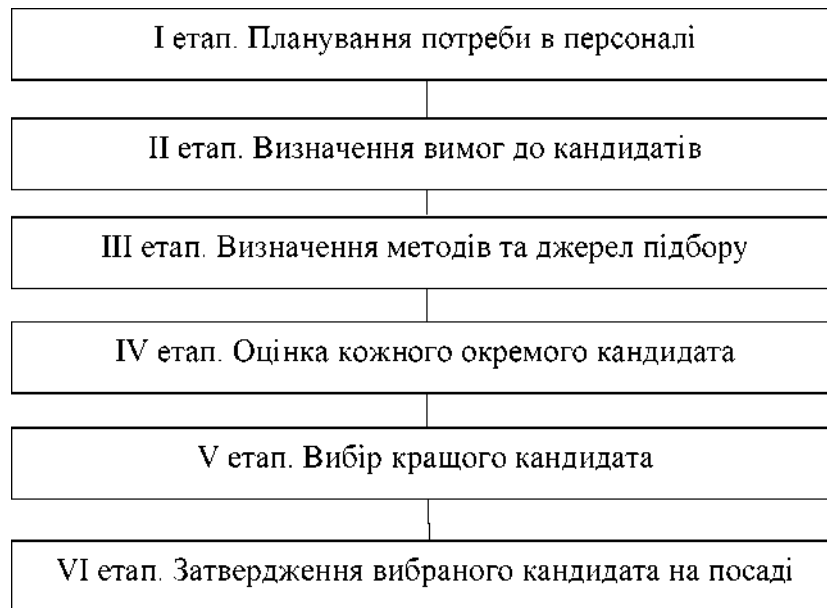 І етап. Планування потреби в персоналі
ІІ етап. Визначення вимог до кандидатів
ІІІ етап. Визначення методів та джерел підбору
IV етап. Оцінка кожного окремого кандидата
V етап. Вибір кращого кандидата
VI етап. Затвердження вибраного кандидата на посаді